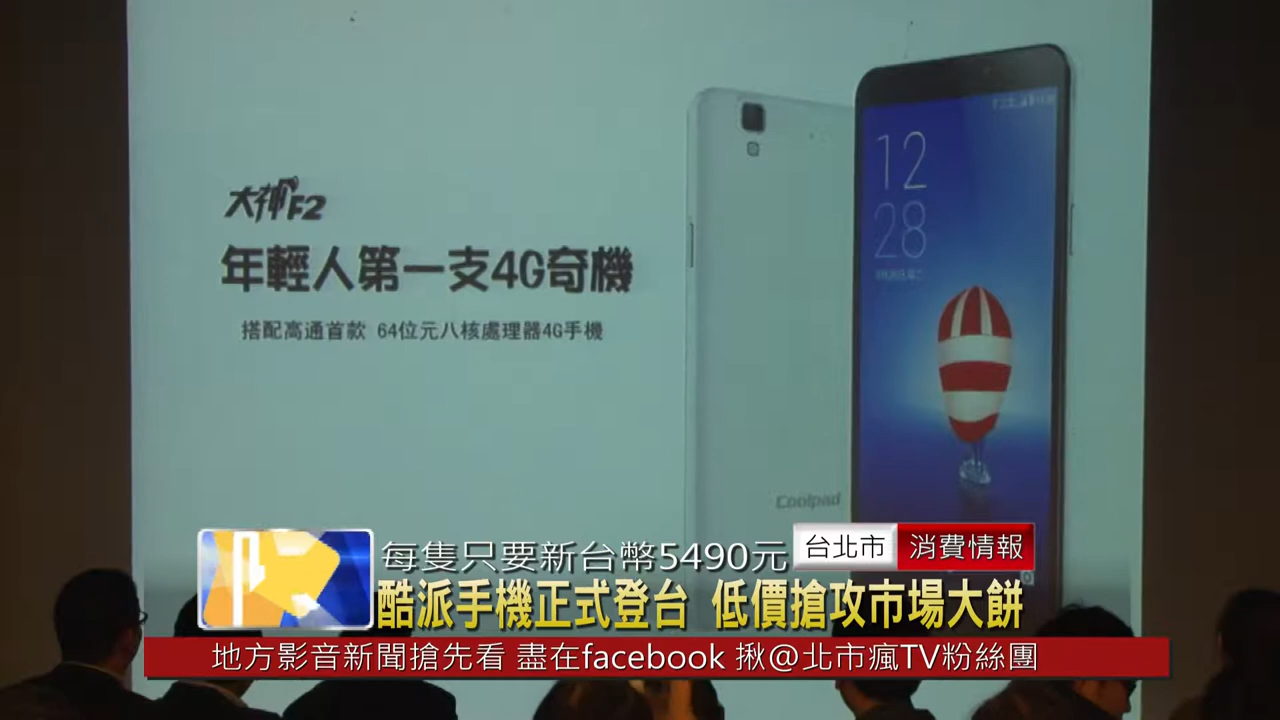 大神F2
年輕人第一支4G奇機
搭配高通首款 64位元八核處理器4G手機
12
28
Coolpad
每隻只要新台幣5490元
台北市
消費情報
酷派手機正式登台 低價搶攻市場大餅
地方影音新聞搶先看 盡在facebook 揪@北市瘋TV粉絲團